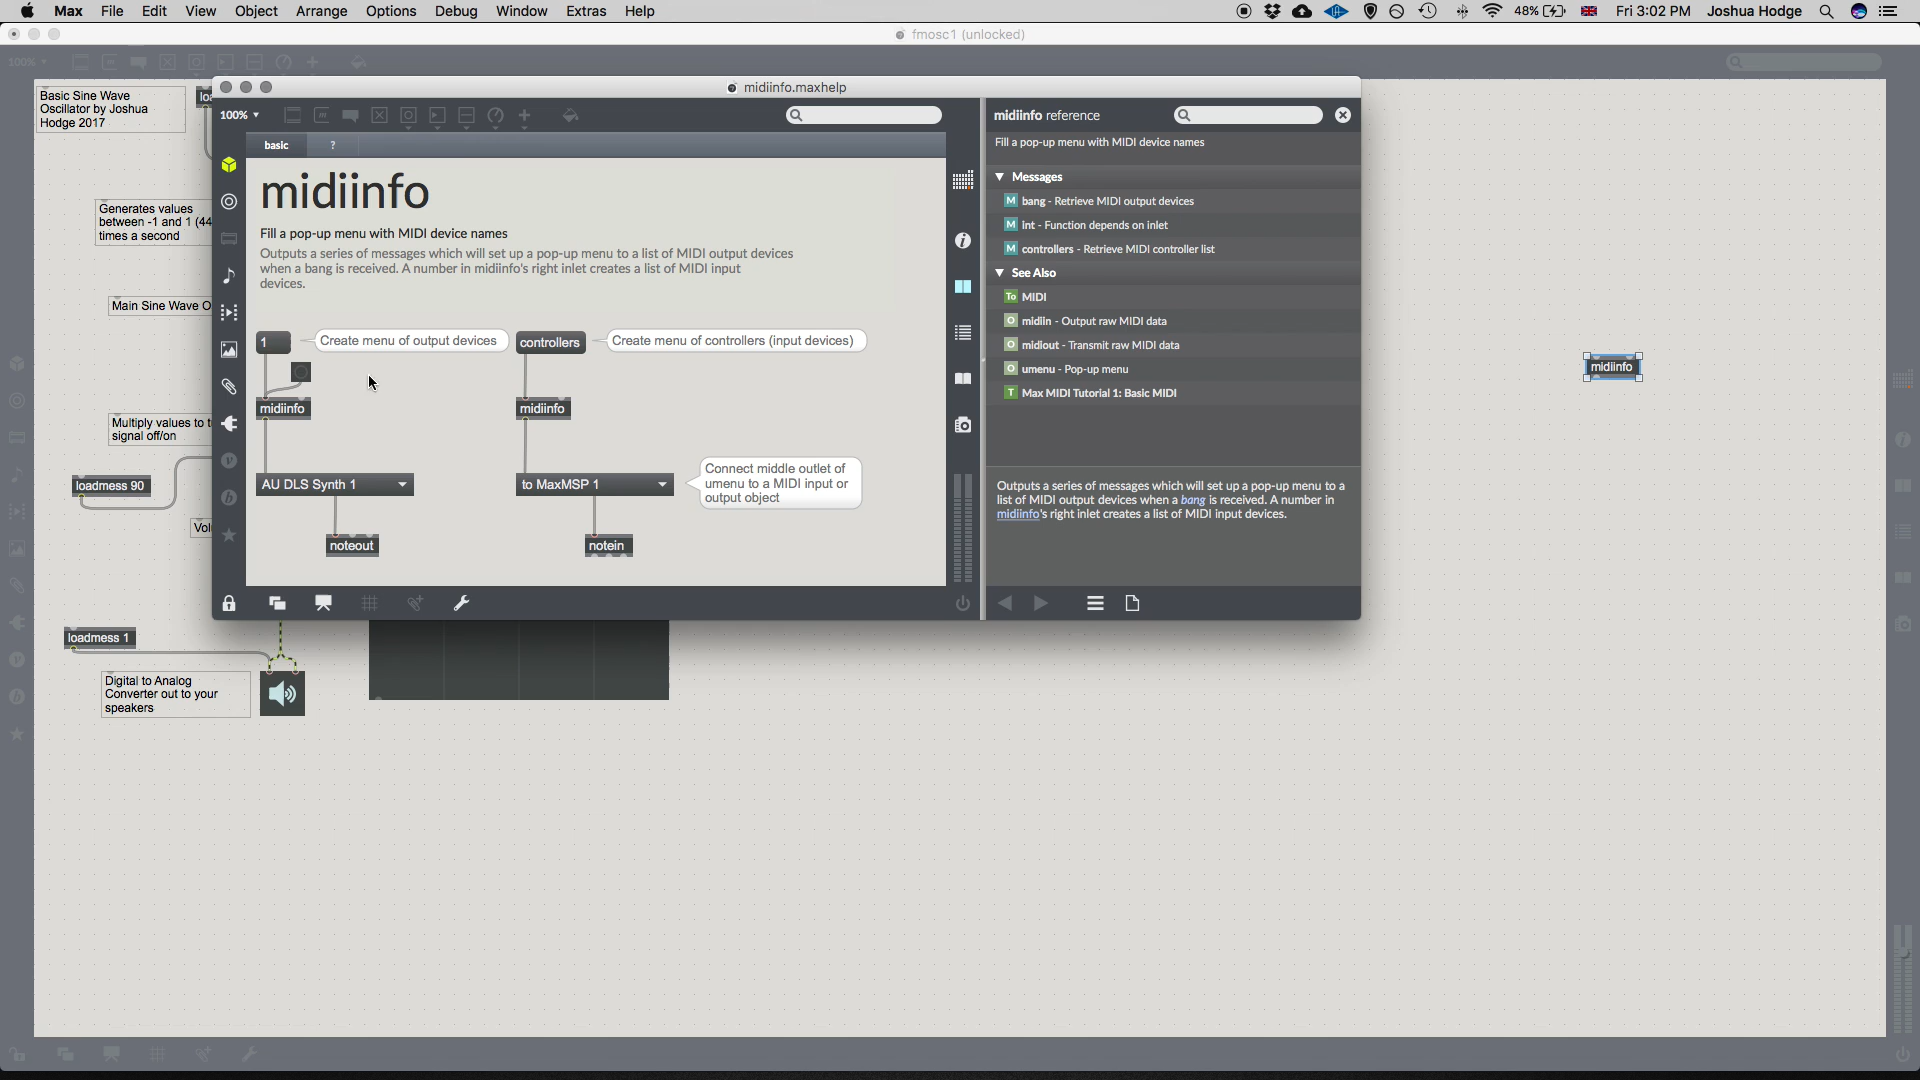 Max File Edit View Object Arrange Options Debug Window Extras Help
48% Fri 3:02 PM Joshua Hodge
fmosc1 (unlocked)
100%
Basic Sine Wave
Oscillator by Joshua
Hodge 2017
midiinfo.maxhelp
100%
basic ?
midiinfo
Fill a pop-up menu with MIDI device names
Outputs a series of messages which will set up a pop-up menu to a list of MIDI output devices
when a bang is received. A number in midiinfo's right inlet creates a list of MIDI input
devices.
1
Create menu of output devices
controllers
Create menu of controllers (input devices)
midiinfo
midiinfo
AU DLS Synth 1
to MaxMSP 1
Connect middle outlet of
umenu to a MIDI input or
output object
noteout
notein
midiinfo reference
Fill a pop-up menu with MIDI device names
Messages
M bang - Retrieve MIDI output devices
M int - Function depends on inlet
M controllers - Retrieve MIDI controller list
See Also
To MIDI
O midiin - Output raw MIDI data
O midiout - Transmit raw MIDI data
O umenu - Pop-up menu
T Max MIDI Tutorial 1: Basic MIDI
Outputs a series of messages which will set up a pop-up menu to a
list of MIDI output devices when a bang is received. A number in
midiinfo's right inlet creates a list of MIDI input devices.
Generates values
between -1 and 1 (44
times a second
Main Sine Wave O
Multiply values to t
signal off/on
loadmess 90
Vol
loadmess 1
Digital to Analog
Converter out to your
speakers
midiinfo